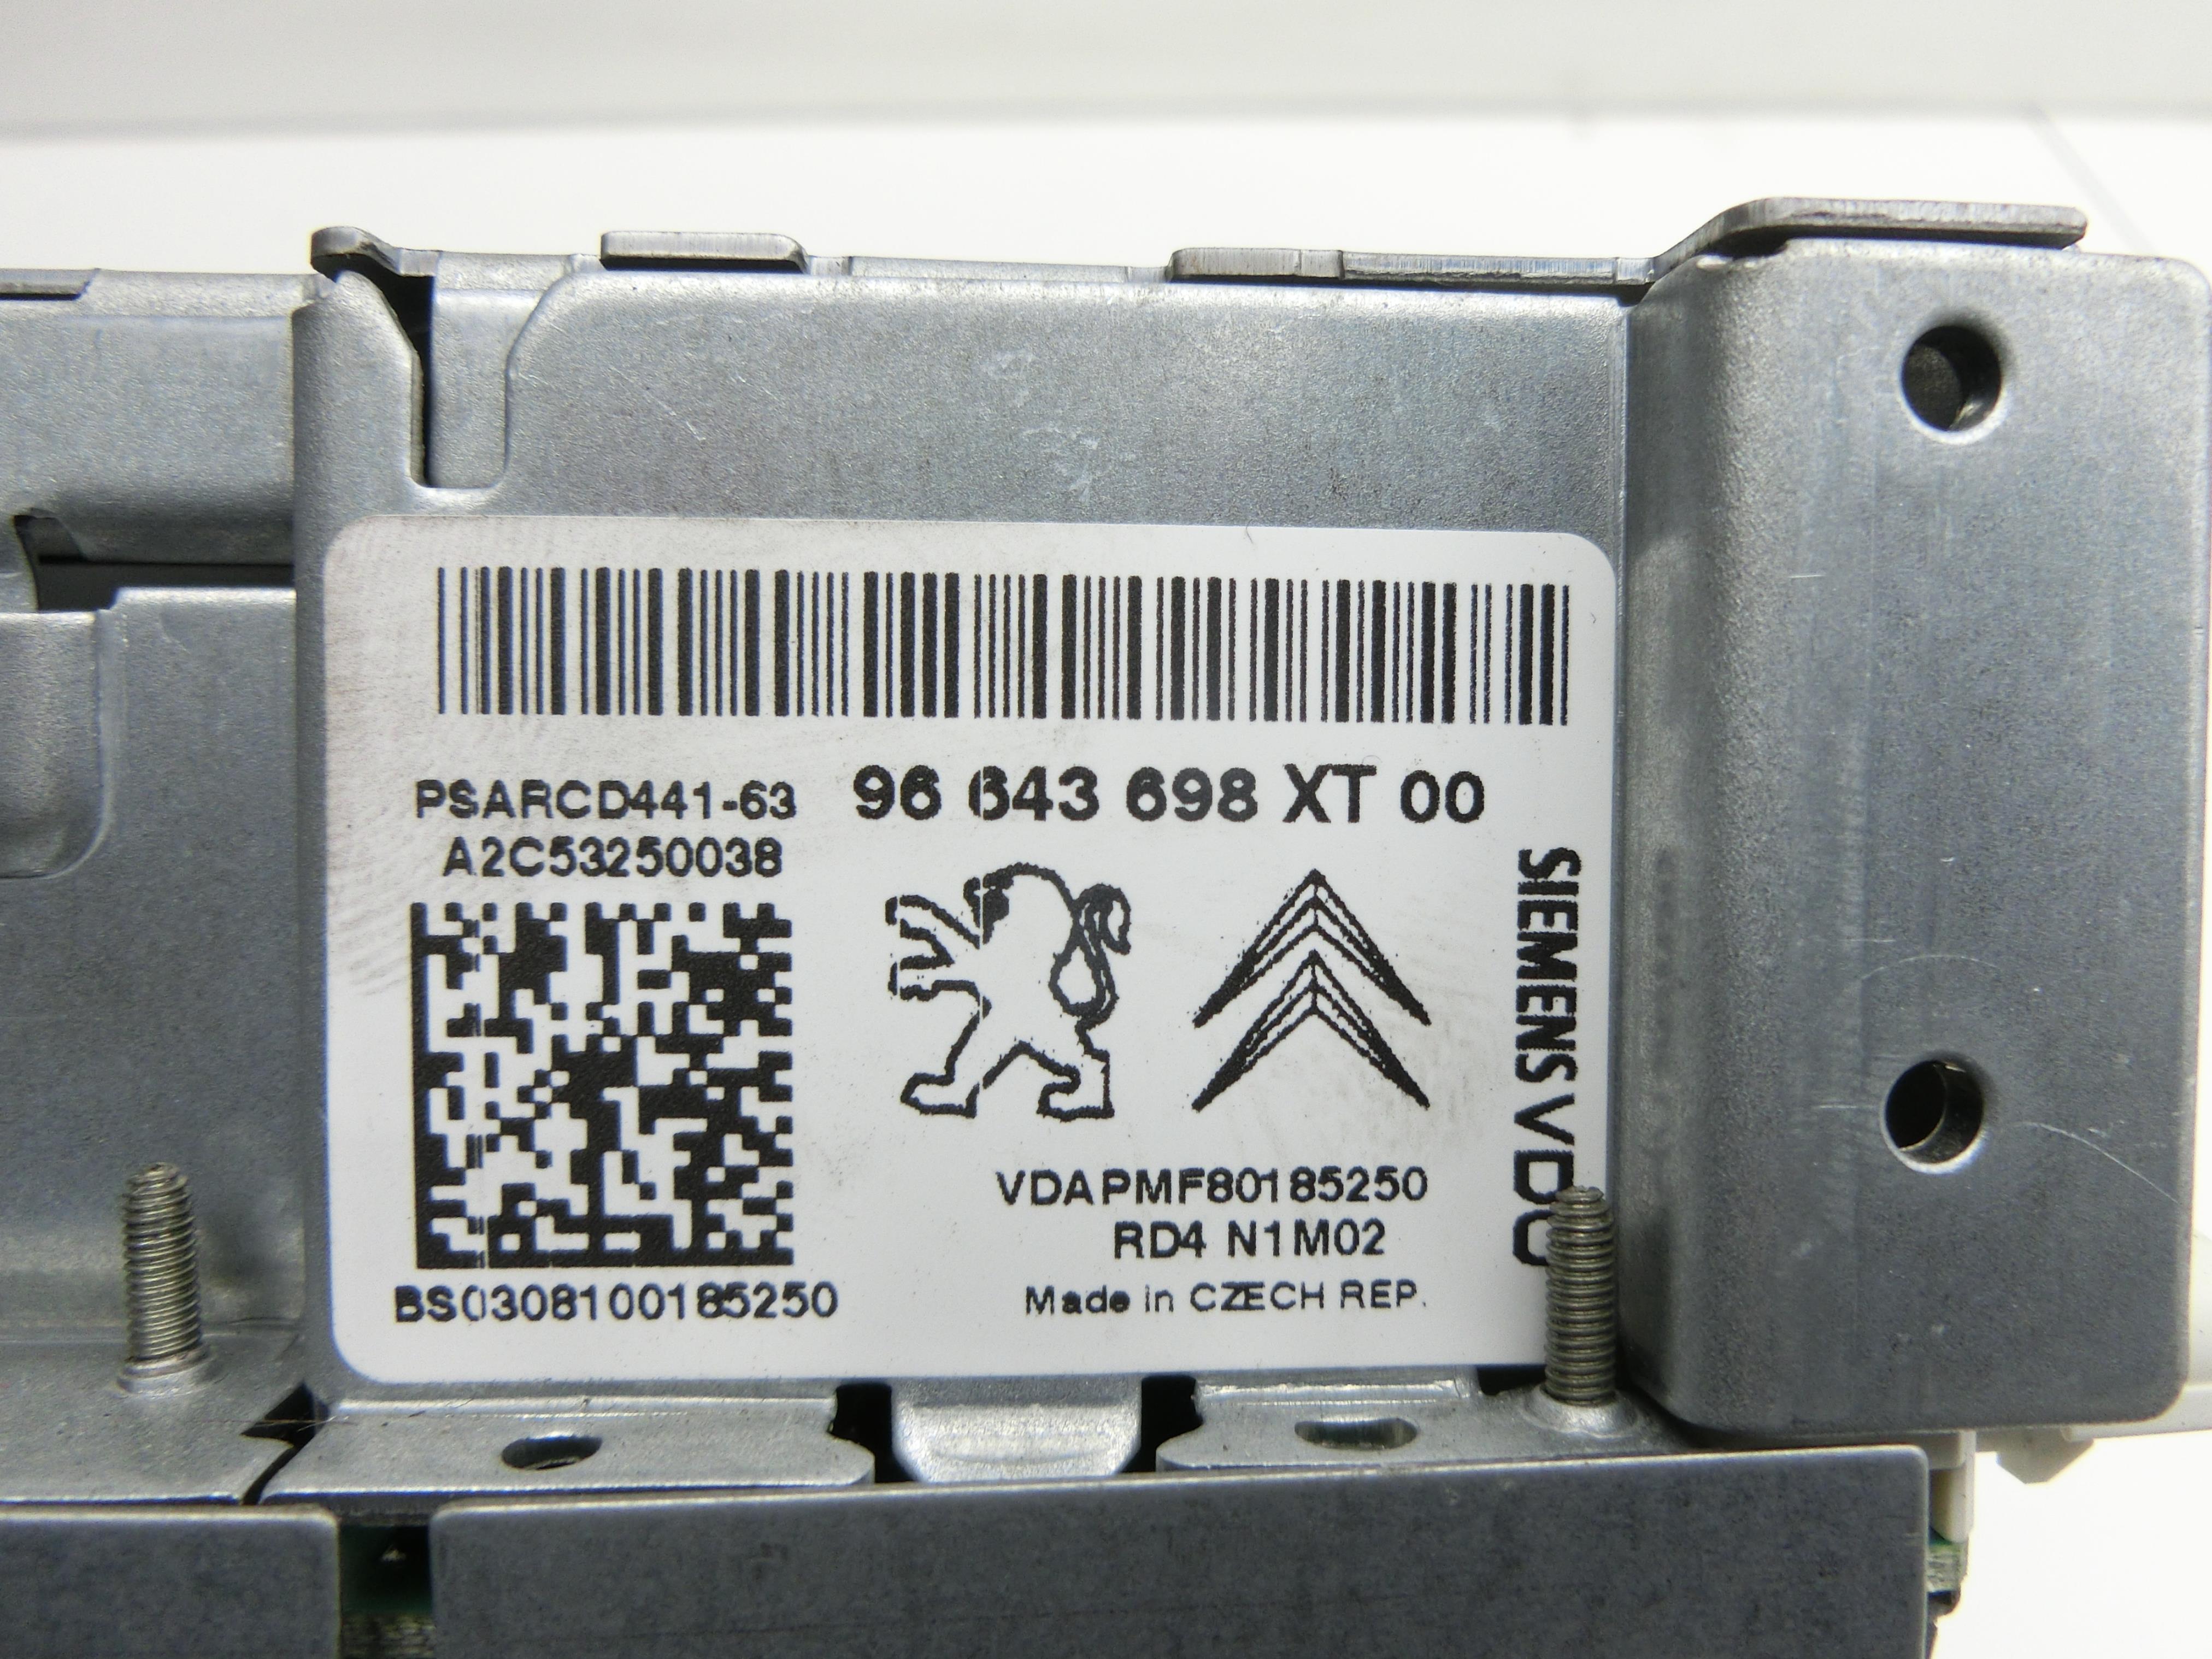 PSARCD441-63
96 643 698 XT 00
A2C53250038
SIEMENS VDO
VDAPMF80185250
RD4 N1M02
BS0308100185250
Made in CZECH REP.